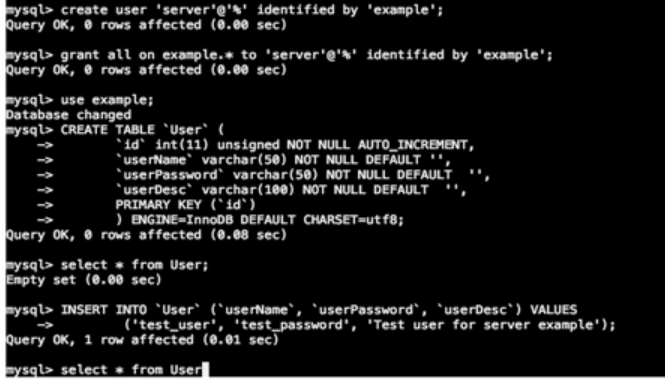 mysql> create user 'server'@'%' identified by 'example';
Query OK, 0 rows affected (0.00 sec)
mysql> grant all on example.* to 'server'@'%' identified by 'example';
Query OK, 0 rows affected (0.00 sec)
mysql> use example;
Database changed
mysql> CREATE TABLE `User` (
-> `id` int(11) unsigned NOT NULL AUTO_INCREMENT,
-> `userName` varchar(50) NOT NULL DEFAULT '',
-> `userPassword` varchar(50) NOT NULL DEFAULT '',
-> `userDesc` varchar(100) NOT NULL DEFAULT '',
-> PRIMARY KEY (`id`)
-> ) ENGINE=InnoDB DEFAULT CHARSET=utf8;
Query OK, 0 rows affected (0.08 sec)
mysql> select * from User;
Empty set (0.00 sec)
mysql> INSERT INTO `User` (`userName`, `userPassword`, `userDesc`) VALUES
-> ('test_user', 'test_password', 'Test user for server example');
Query OK, 1 row affected (0.01 sec)
mysql> select * from User